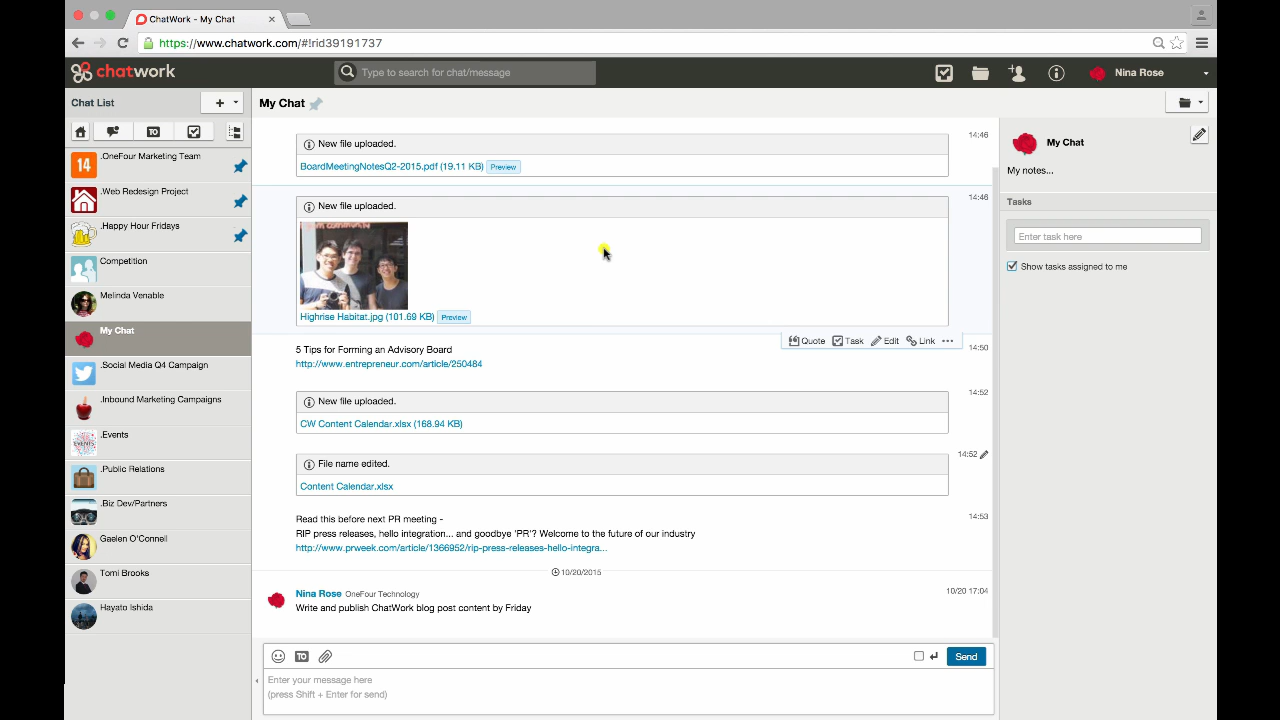 ChatWork - My Chat
https://www.chatwork.com/#!rid39191737
chatwork
Type to search for chat/message
Nina Rose
Chat List
+
My Chat
TO
14
.OneFour Marketing Team
.Web Redesign Project
.Happy Hour Fridays
Competition
Melinda Venable
My Chat
.Social Media Q4 Campaign
.Inbound Marketing Campaigns
EVENTS
.Events
.Public Relations
.Biz Dev/Partners
Gaelen O'Connell
Tomi Brooks
Hayato Ishida
New file uploaded.
14:46
BoardMeetingNotesQ2-2015.pdf (19.11 KB) Preview
New file uploaded.
14:46
Highrise Habitat.jpg (101.69 KB) Preview
Quote Task Edit Link
5 Tips for Forming an Advisory Board
14:50
http://www.entrepreneur.com/article/250484
New file uploaded.
14:52
CW Content Calendar.xlsx (168.94 KB)
File name edited.
14:52
Content Calendar.xlsx
Read this before next PR meeting -
14:53
RIP press releases, hello integration... and goodbye 'PR'? Welcome to the future of our industry
http://www.prweek.com/article/1366952/rip-press-releases-hello-integra...
10/20/2015
Nina Rose OneFour Technology
10/20 17:04
Write and publish ChatWork blog post content by Friday
TO
Send
Enter your message here
(press Shift + Enter for send)
My Chat
My notes...
Tasks
Enter task here
Show tasks assigned to me